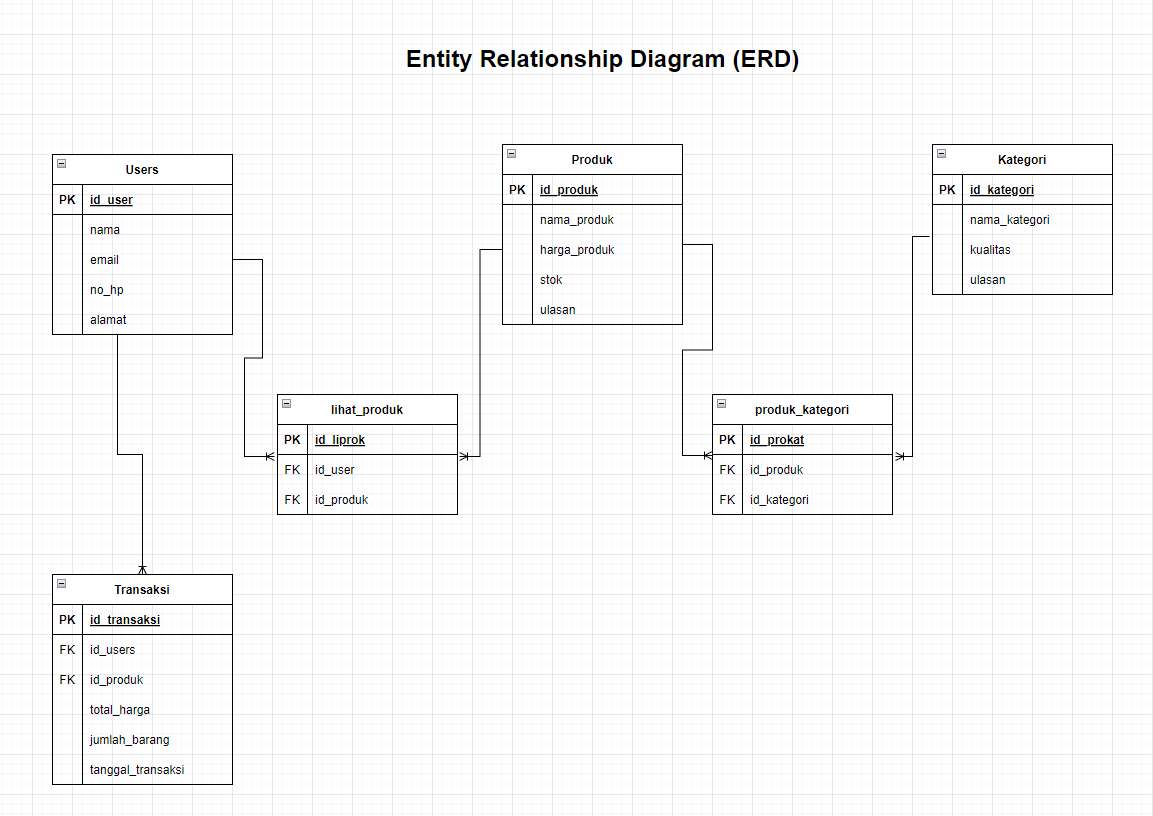 Entity Relationship Diagram (ERD)
Users
PK id_user
nama
email
no_hp
alamat
Produk
PK id_produk
nama_produk
harga_produk
stok
ulasan
Kategori
PK id_kategori
nama_kategori
kualitas
ulasan
lihat_produk
PK id_liprok
FK id_user
FK id_produk
produk_kategori
PK id_prokat
FK id_produk
FK id_kategori
Transaksi
PK id_transaksi
FK id_users
FK id_produk
total_harga
jumlah_barang
tanggal_transaksi